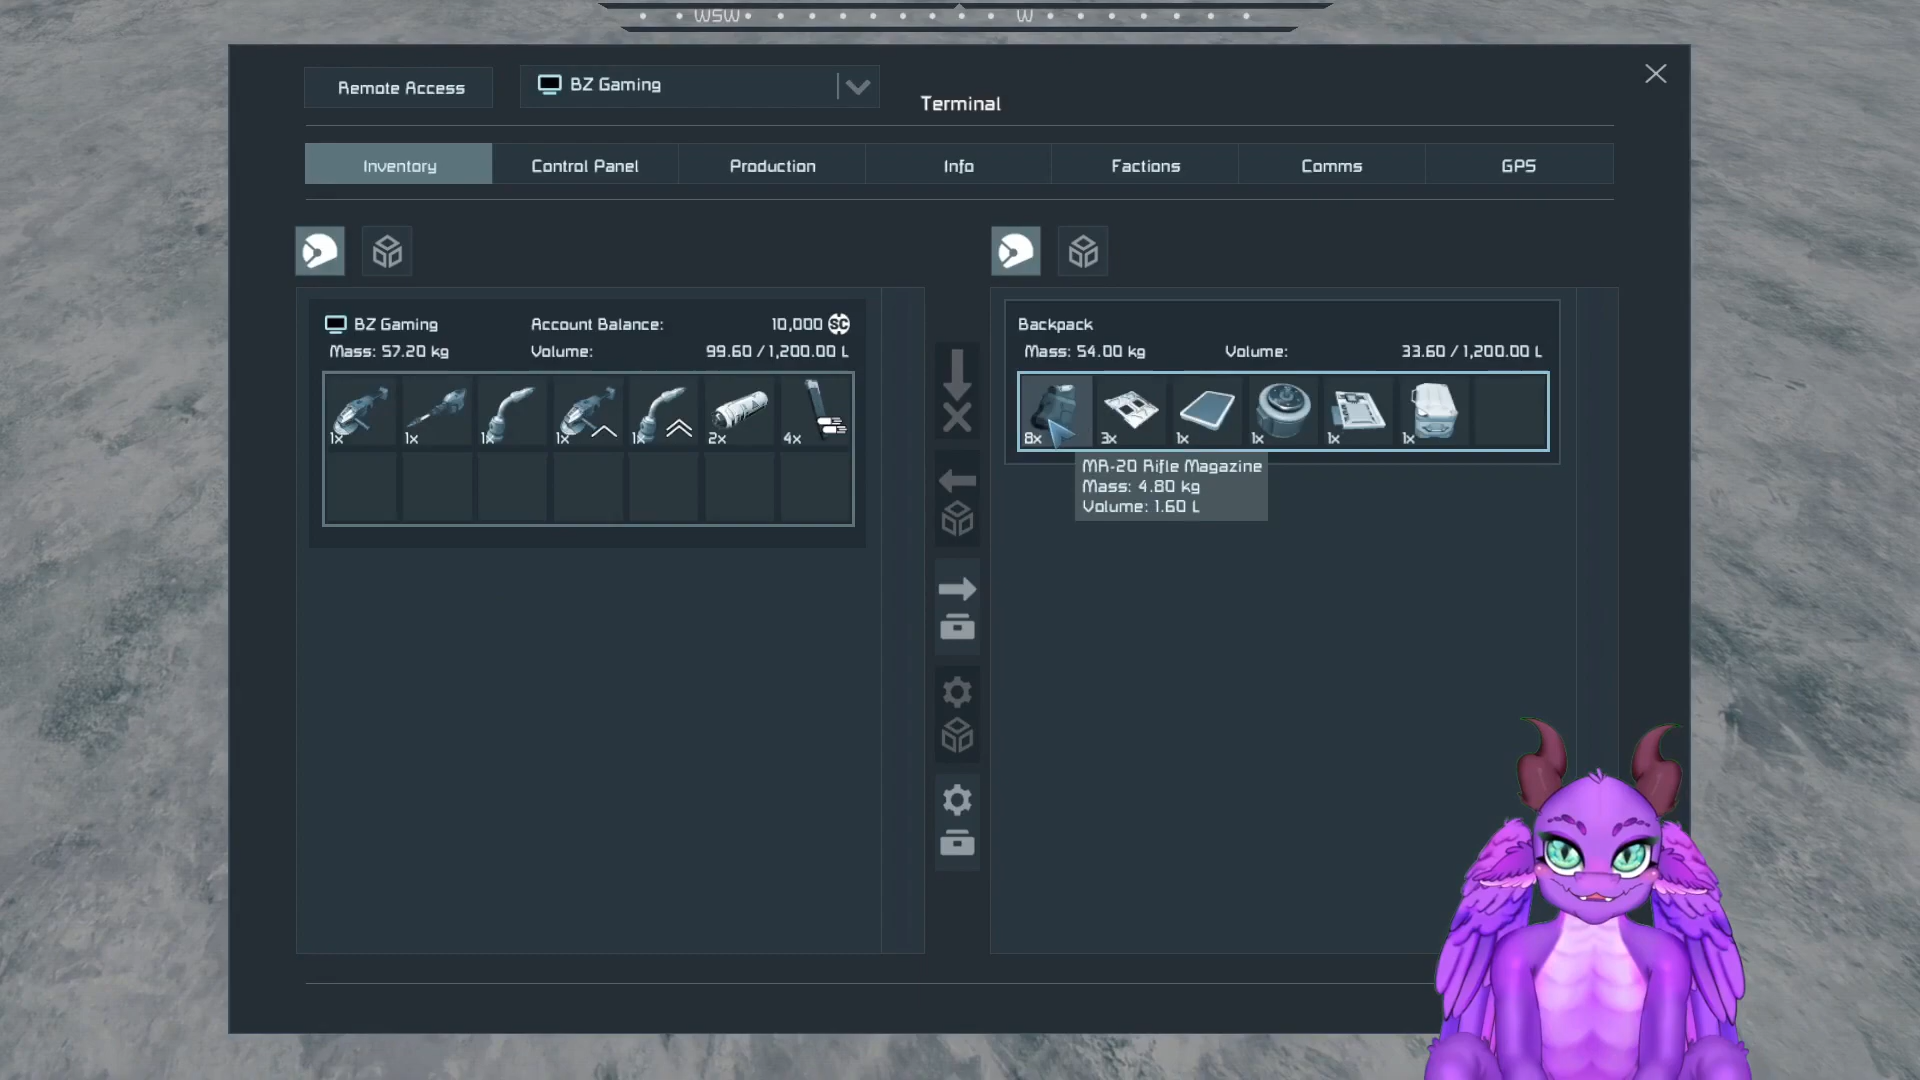 WSW
W
Remote Access
BZ Gaming
Terminal
Inventory
Control Panel
Production
Info
Factions
Comms
GPS
BZ Gaming
Account Balance:
10,000 SC
Mass: 57.20 kg
Volume:
99.60 / 1,200.00 L
1x
1x
1x
1x
1x
2x
4x
Backpack
Mass: 54.00 kg
Volume:
33.60 / 1,200.00 L
8x
3x
1x
1x
1x
1x
MR-20 Rifle Magazine
Mass: 4.80 kg
Volume: 1.60 L